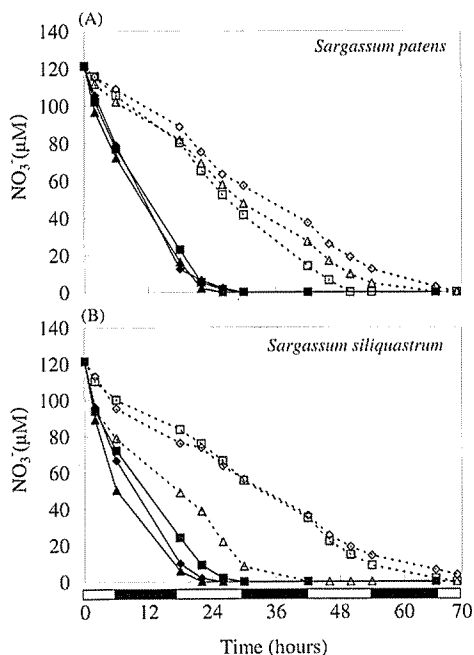 (A)
140
Sargassum patens
120
100
80
60
40
20
0
NO₃⁻(μM)
(B)
140
Sargassum siliquastrum
120
100
80
60
40
20
0
NO₃⁻(μM)
0 12 24 36 48 60 70
Time (hours)